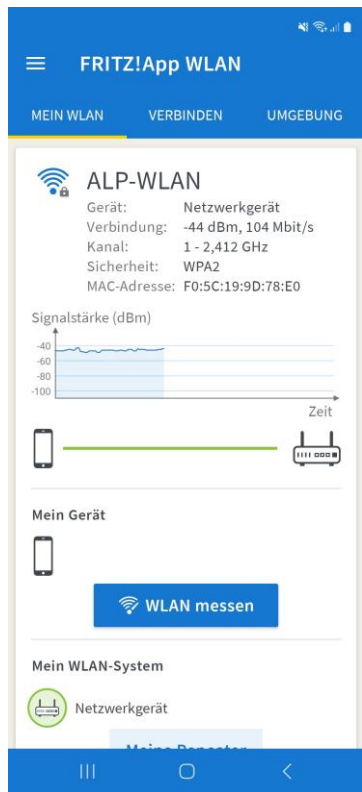 FRITZ!App WLAN
MEIN WLAN VERBINDEN UMGEBUNG
ALP-WLAN
Gerät: Netzwerkgerät
Verbindung: -44 dBm, 104 Mbit/s
Kanal: 1 - 2,412 GHz
Sicherheit: WPA2
MAC-Adresse: F0:5C:19:9D:78:E0
Signalstärke (dBm)
-40
-60
-80
-100
Zeit
Mein Gerät
WLAN messen
Mein WLAN-System
Netzwerkgerät
Meine Repeater